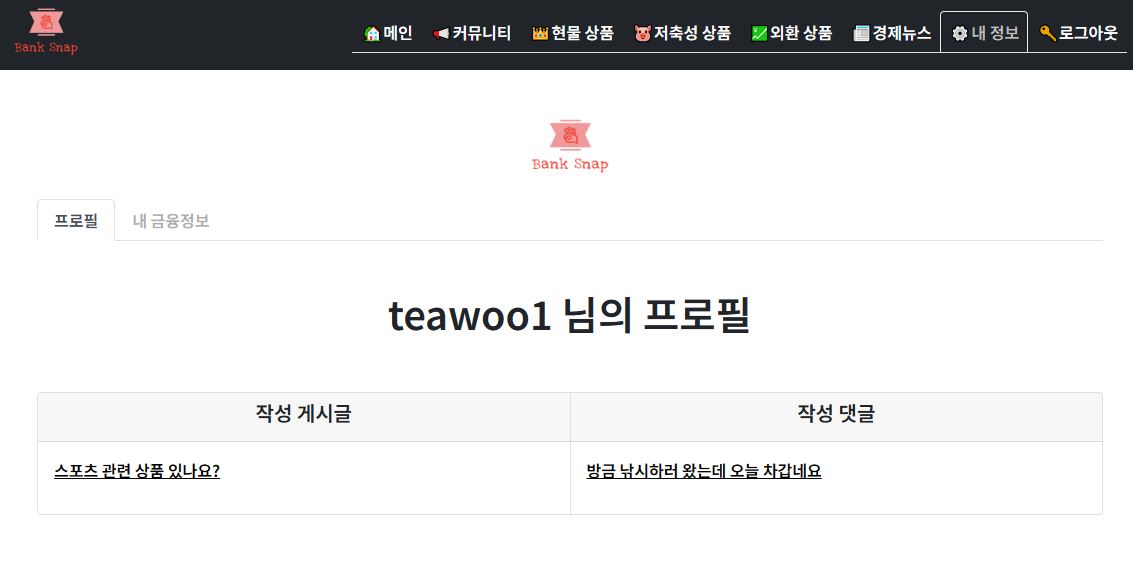 Bank Snap
메인 커뮤니티 현물 상품 저축성 상품 외환 상품 경제뉴스 내 정보 로그아웃
Bank Snap
프로필 내 금융정보
teawoo1 님의 프로필
작성 게시글 작성 댓글
스포츠 관련 상품 있나요? 방금 낚시하러 왔는데 오늘 차갑네요